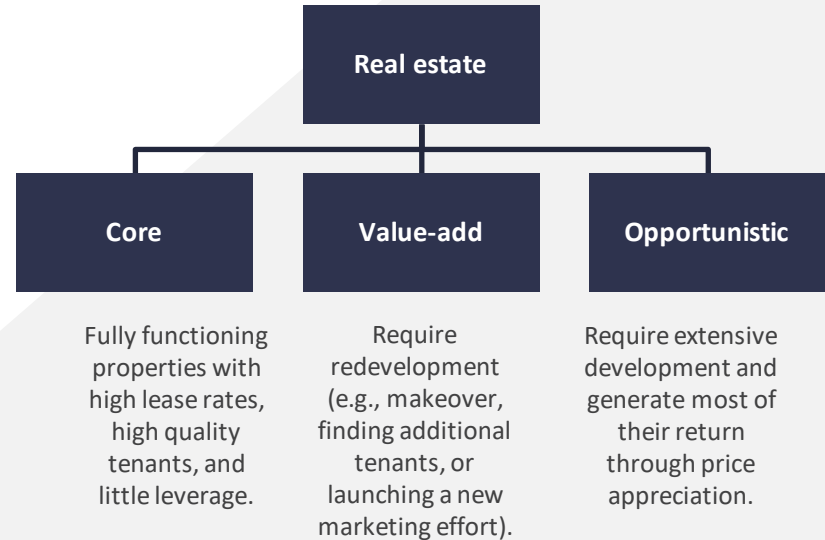 Real estate
Core
Value-add
Opportunistic
Fully functioning
properties with
high lease rates,
high quality
tenants, and
little leverage.
Require
redevelopment
(e.g., makeover,
finding additional
tenants, or
launching a new
marketing effort).
Require extensive
development and
generate most of
their return
through price
appreciation.